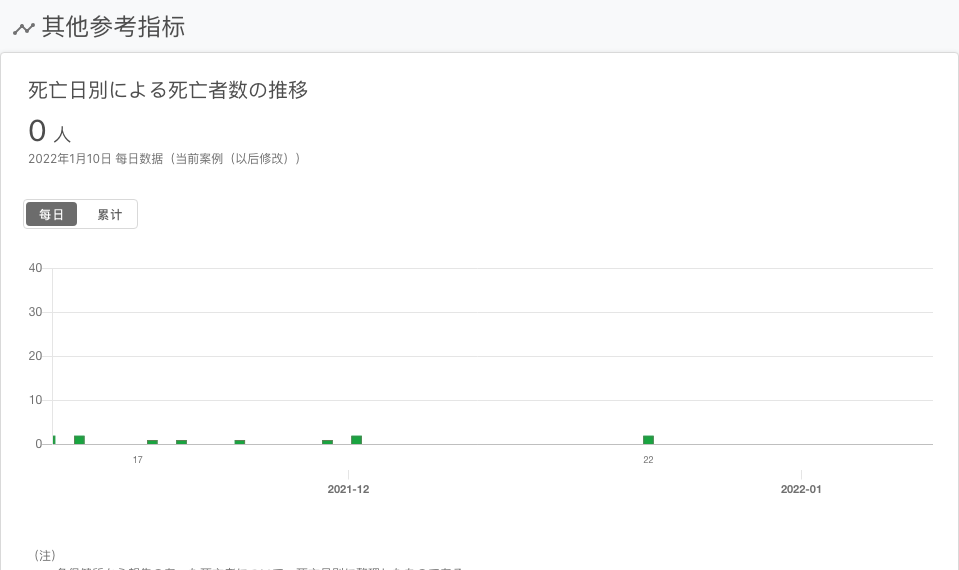 其他参考指标
死亡日別による死亡者数の推移
0 人
2022年1月10日 每日数据（当前案例（以后修改））
每日 累计
40
30
20
10
0
17 22
2021-12 2022-01
（注）